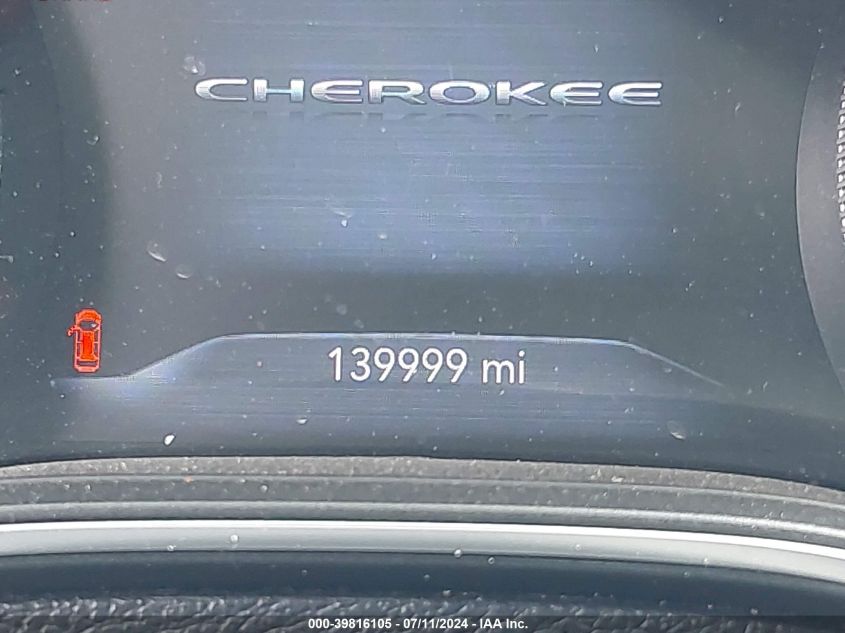 CHEROKEE
139999 mi
000-39816105 - 07/11/2024 - IAA Inc.